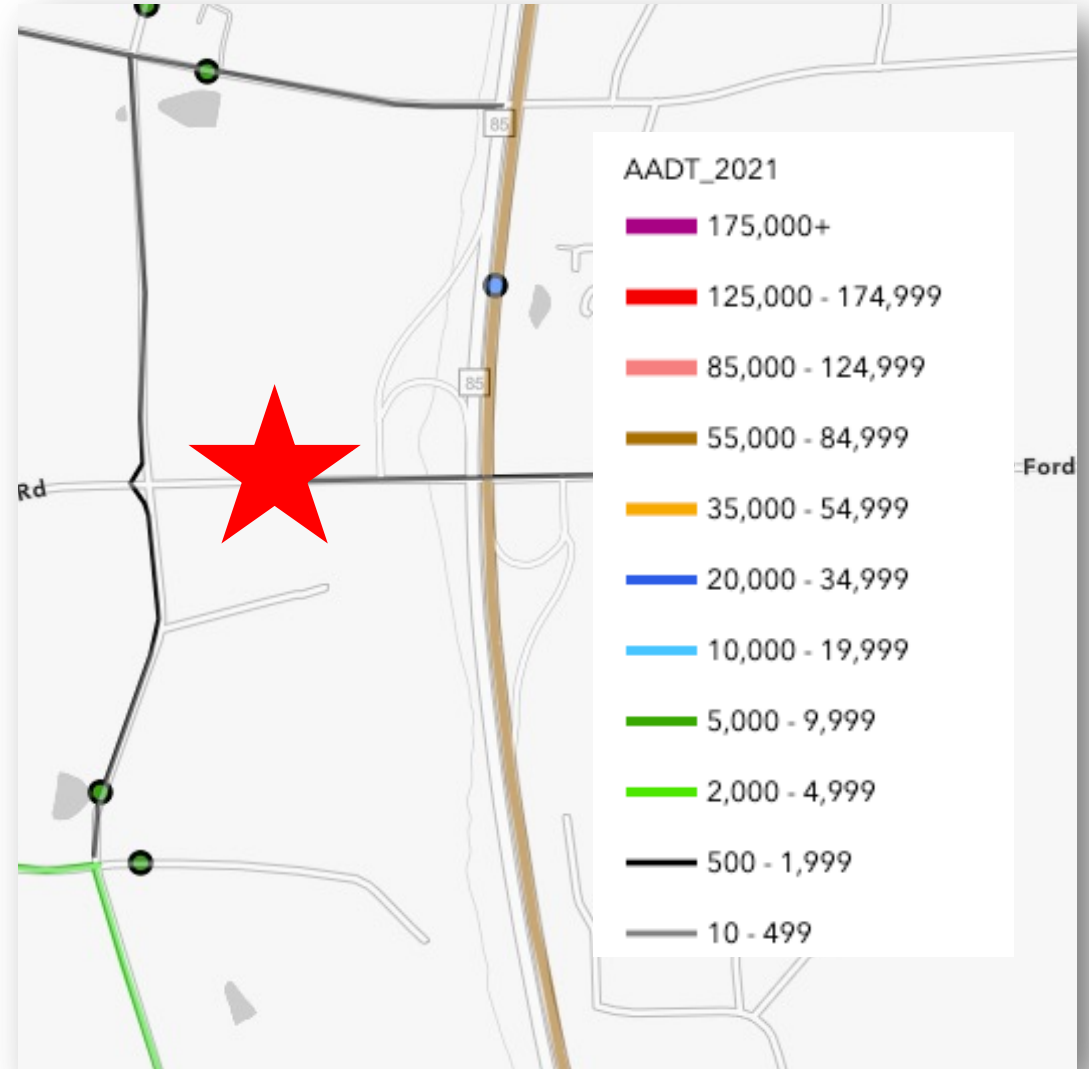 85
AADT_2021
175,000+
125,000 - 174,999
85
85,000 - 124,999
55,000 - 84,999
Rd
Ford
35,000 - 54,999
20,000 - 34,999
10,000 - 19,999
5,000 - 9,999
2,000 - 4,999
500 - 1,999
10 - 499